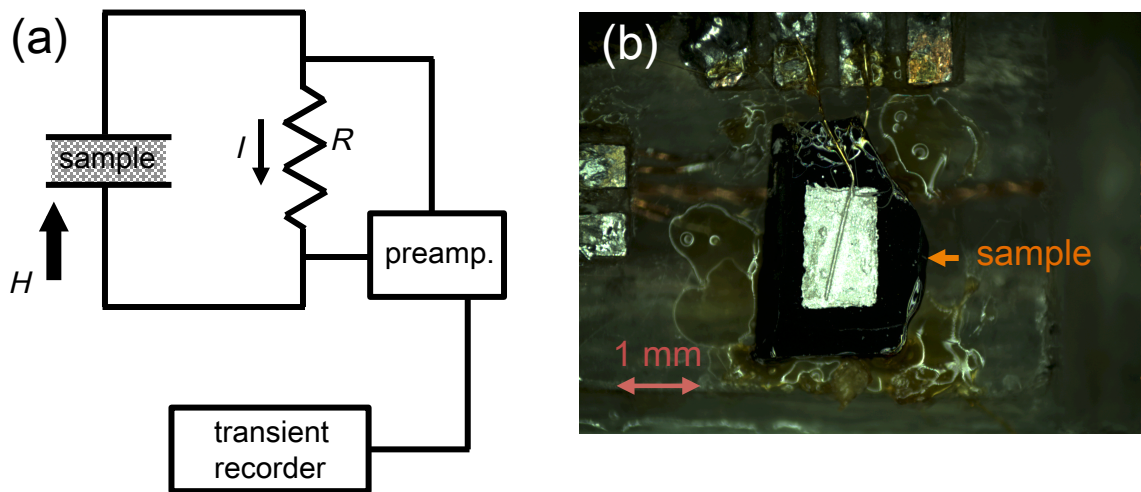 (a)
sample
I
R
H
preamp.
transient
recorder
(b)
sample
1 mm